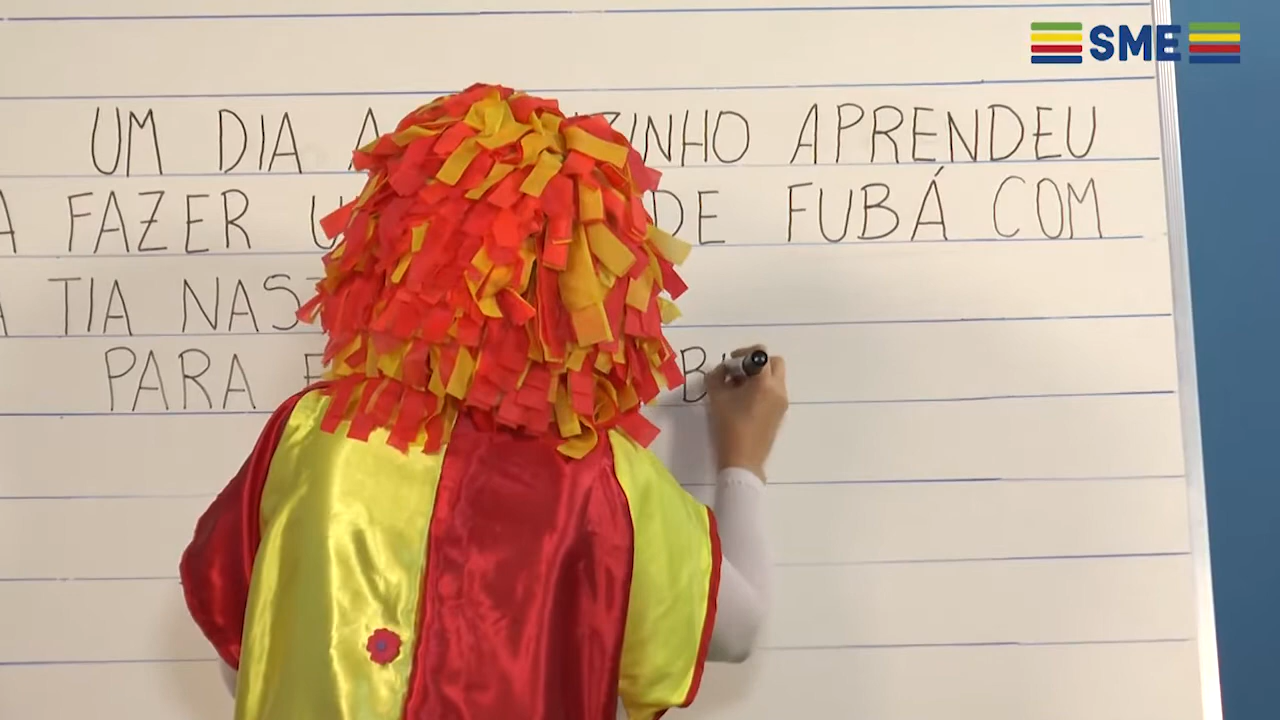 SME
UM DIA A ZINHO APRENDEU
A FAZER U DE FUBÁ COM
A TIA NAS
PARA E B